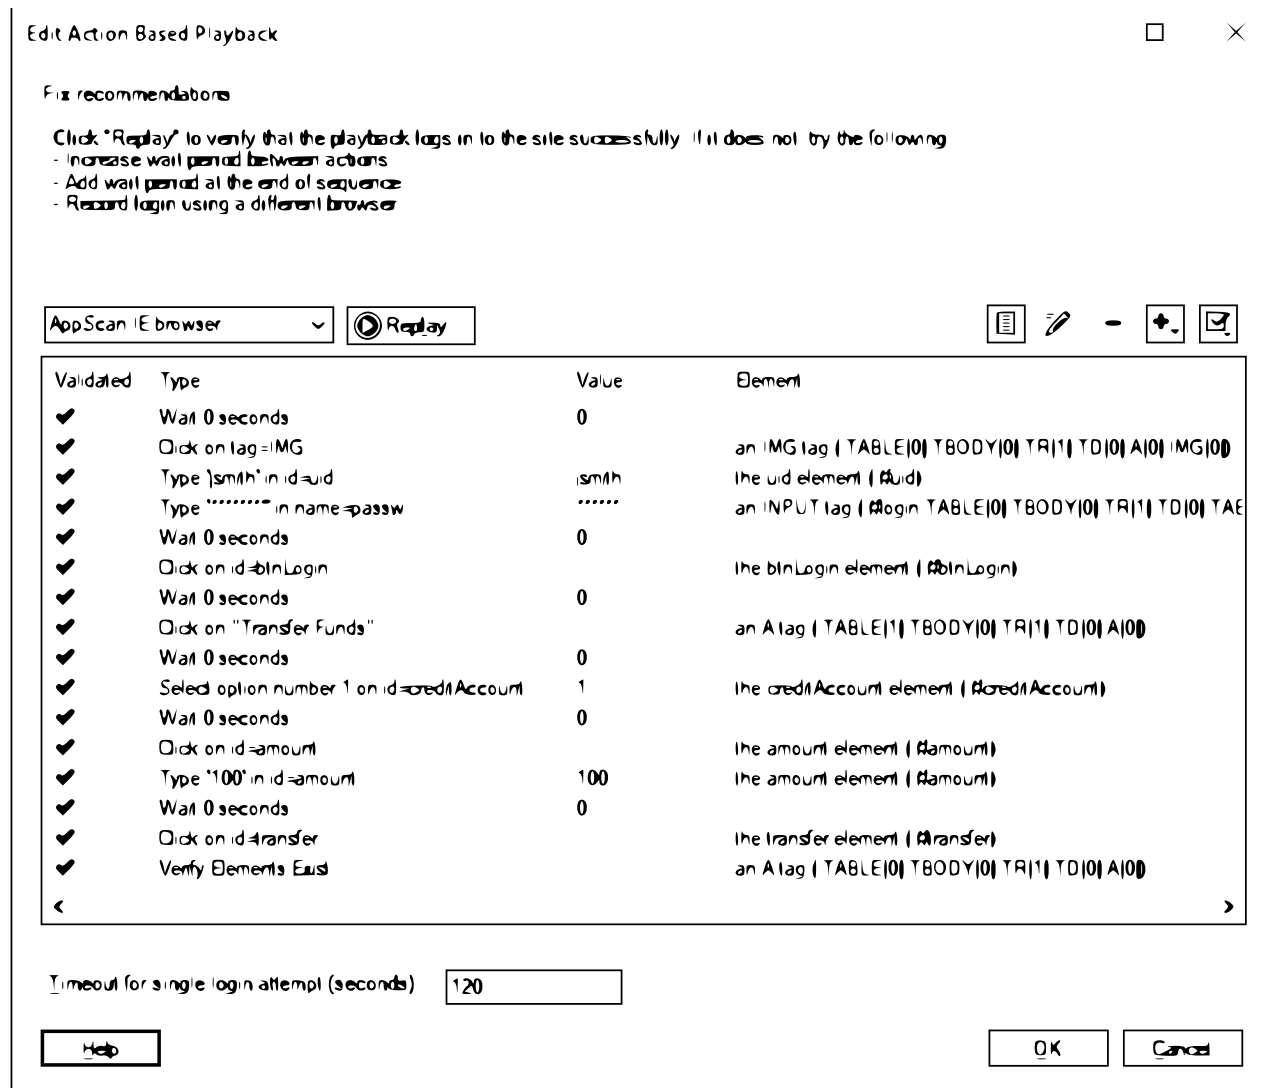 Edit Action Based Playback
Fix recommendations
Click "Replay" to verify that the playback logs in to the site successfully. If it does not, try the following
- Increase wait period between actions
- Add wait period at the end of sequence
- Record login using a different browser
AppScan IE browser Replay
Validated Type Value Element
Wait 0 seconds 0
Click on tag=IMG an IMG tag ( TABLE[0] TBODY[0] TR[1] TD[0] A[0] IMG[0])
Type 'jsmith' in id=uid jsmith the uid element ( #uid)
Type '********' in name=passw ****** an INPUT tag ( #login TABLE[0] TBODY[0] TR[1] TD[0] TAE
Wait 0 seconds 0
Click on id=btnLogin the btnLogin element ( #btnLogin)
Wait 0 seconds 0
Click on "Transfer Funds" an A tag ( TABLE[1] TBODY[0] TR[1] TD[0] A[0])
Wait 0 seconds 0
Select option number 1 on id=creditAccount 1 the creditAccount element ( #creditAccount)
Wait 0 seconds 0
Click on id=amount the amount element ( #amount)
Type '100' in id=amount 100 the amount element ( #amount)
Wait 0 seconds 0
Click on id=transfer the transfer element ( #transfer)
Verify Elements Exist an A tag ( TABLE[0] TBODY[0] TR[1] TD[0] A[0])
Timeout for single login attempt (seconds) 120
Help OK Cancel